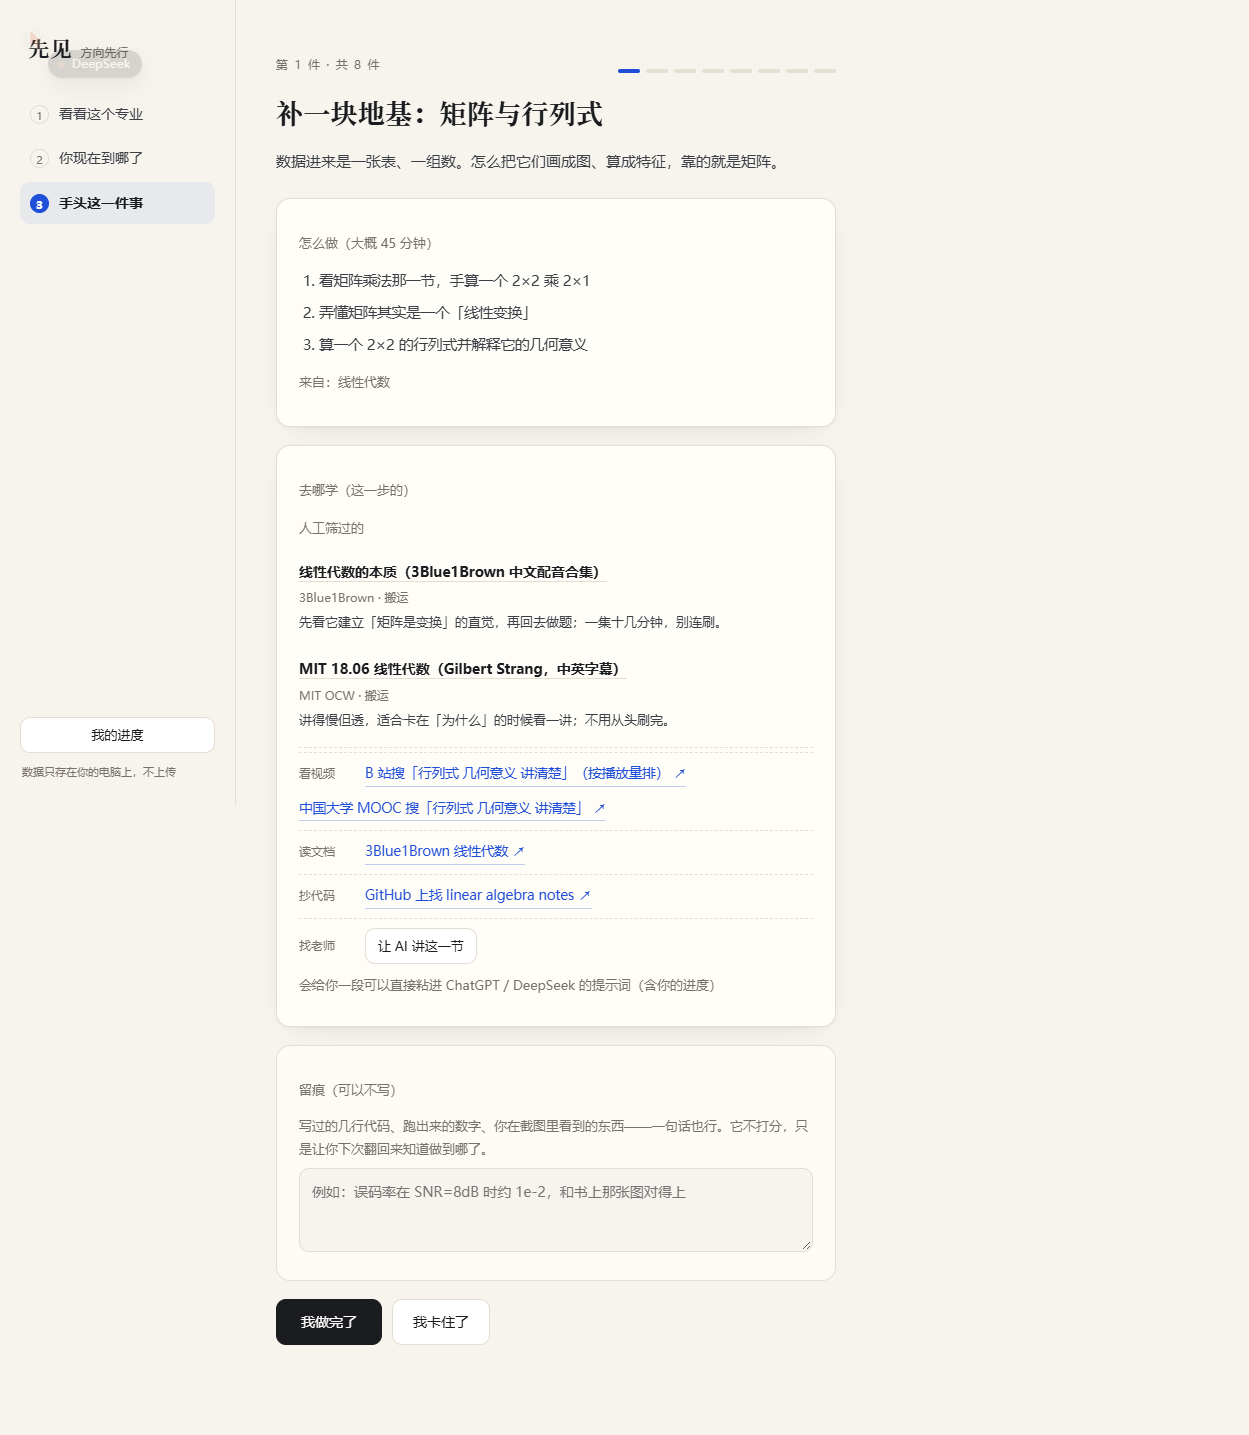 先见 方向先行
DeepSeek
1 看看这个专业
2 你现在到哪了
3 手头这一件事
我的进度
数据只存在你的电脑上，不上传
第 1 件 · 共 8 件
补一块地基：矩阵与行列式
数据进来是一张表、一组数。怎么把它们画成图、算成特征，靠的就是矩阵。
怎么做（大概 45 分钟）
1. 看矩阵乘法那一节，手算一个 2×2 乘 2×1
2. 弄懂矩阵其实是一个「线性变换」
3. 算一个 2×2 的行列式并解释它的几何意义
来自：线性代数
去哪学（这一步的）
人工筛过的
线性代数的本质（3Blue1Brown 中文配音合集）
3Blue1Brown · 搬运
先看它建立「矩阵是变换」的直觉，再回去做题；一集十几分钟，别连刷。
MIT 18.06 线性代数（Gilbert Strang，中英字幕）
MIT OCW · 搬运
讲得慢但透，适合卡在「为什么」的时候看一讲；不用从头刷完。
看视频 B 站搜「行列式 几何意义 讲清楚」（按播放量排） ↗
中国大学 MOOC 搜「行列式 几何意义 讲清楚」 ↗
读文档 3Blue1Brown 线性代数 ↗
抄代码 GitHub 上找 linear algebra notes ↗
找老师 让 AI 讲这一节
会给你一段可以直接粘进 ChatGPT / DeepSeek 的提示词（含你的进度）
留痕（可以不写）
写过的几行代码、跑出来的数字、你在截图里看到的东西——一句话也行。它不打分，只
是让你下次翻回来知道做到哪了。
例如：误码率在 SNR=8dB 时约 1e-2，和书上那张图对得上
我做完了 我卡住了